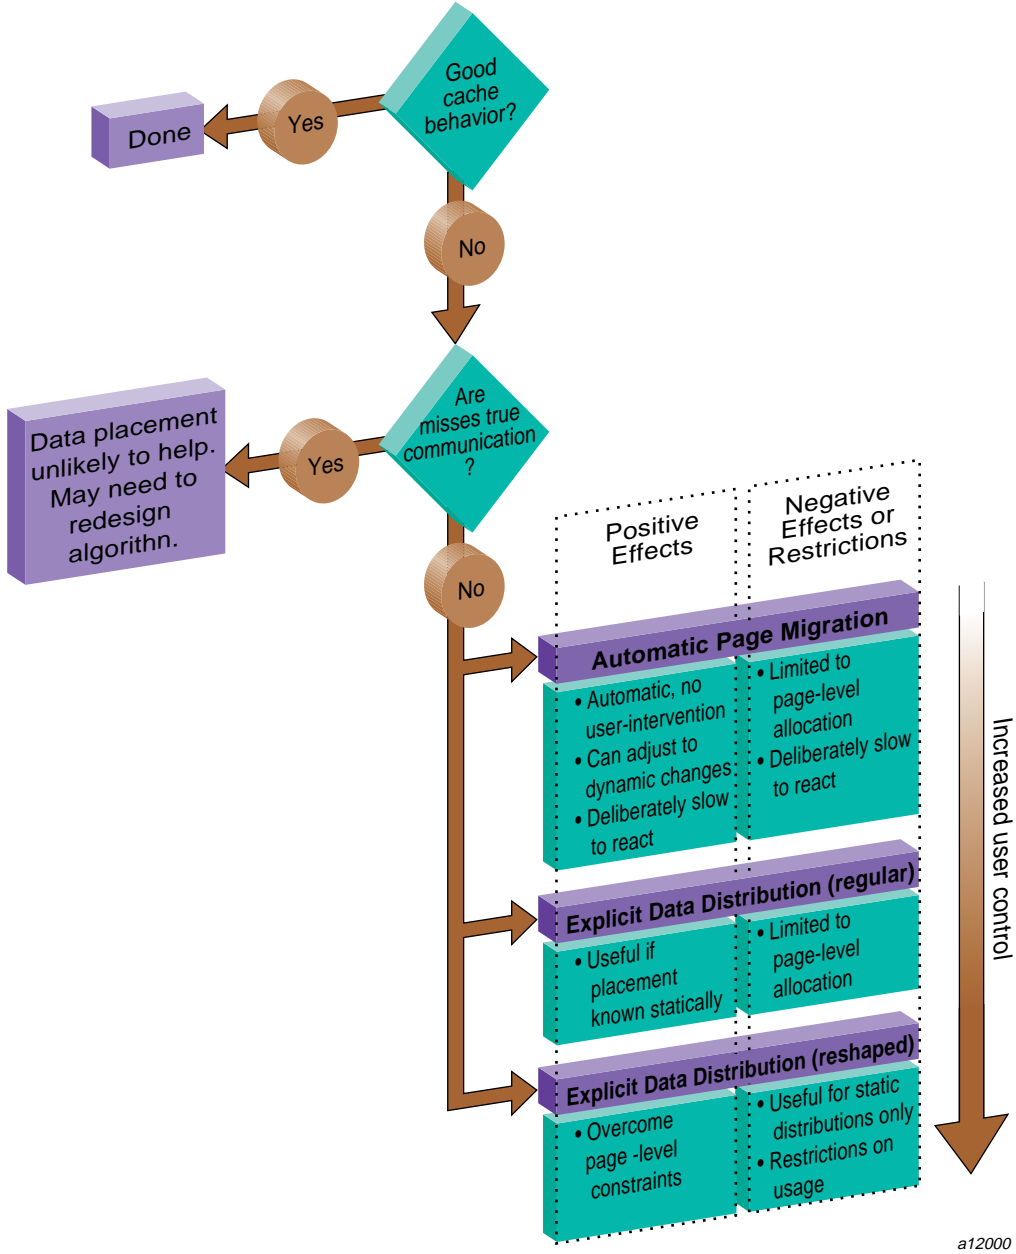 Good
cache
behavior?
Yes
Done
No
Are
misses true
communication
?
Yes
Data placement
unlikely to help.
May need to
redesign
algorithn.
No
Positive
Effects
Negative
Effects or
Restrictions
Automatic Page Migration
• Automatic, no
user-intervention
• Can adjust to
dynamic changes
• Deliberately slow
to react
• Limited to
page-level
allocation
• Deliberately slow
to react
Explicit Data Distribution (regular)
• Useful if
placement
known statically
• Limited to
page-level
allocation
Explicit Data Distribution (reshaped)
• Overcome
page -level
constraints
• Useful for static
distributions only
• Restrictions on
usage
Increased user control
a12000